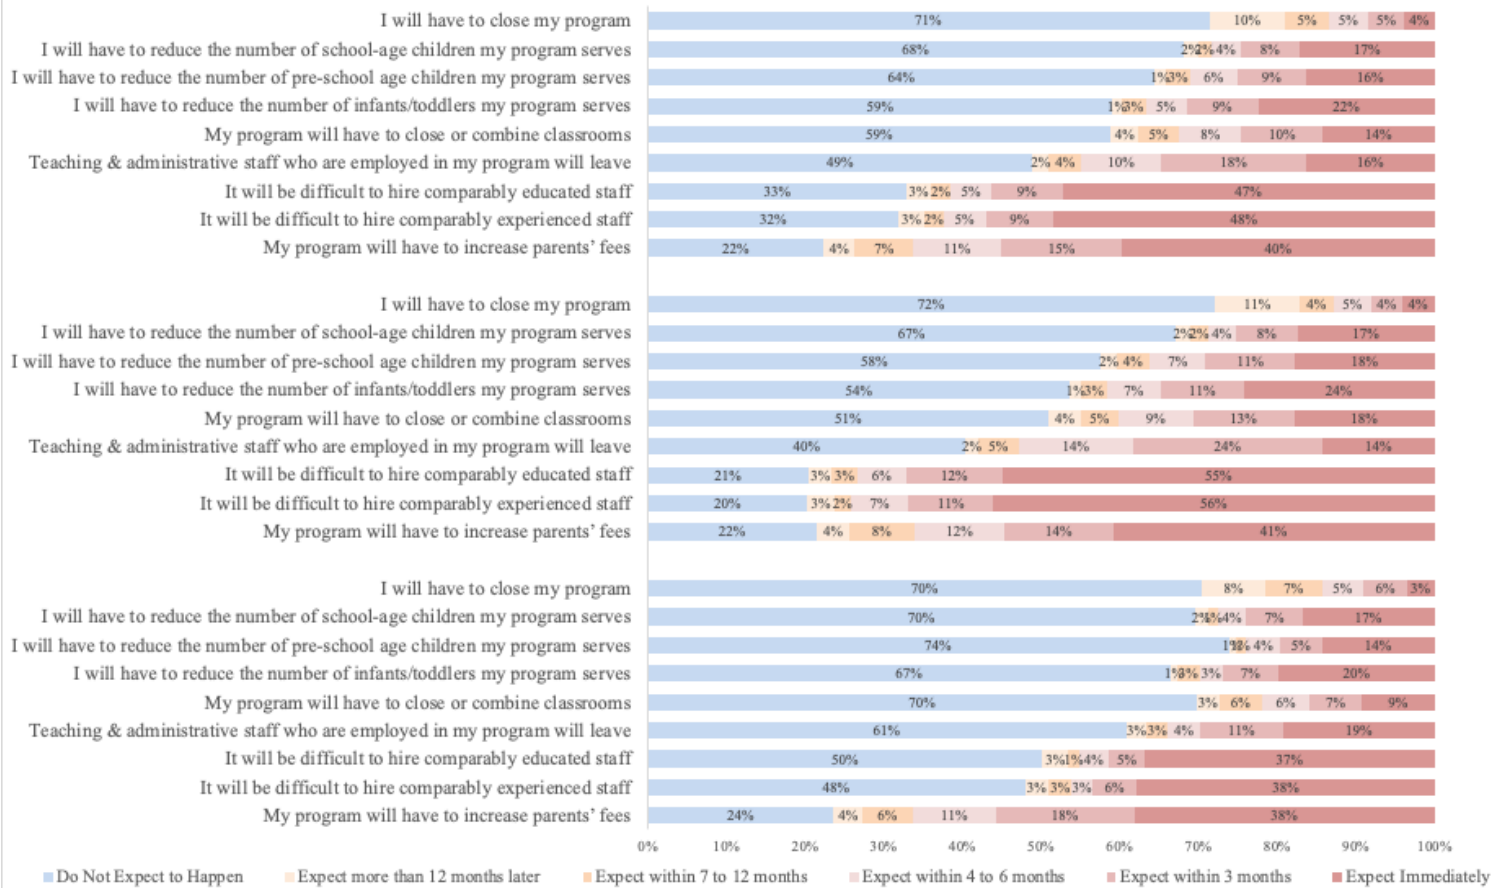 I will have to close my program 71% 10% 5% 5% 5% 4%
I will have to reduce the number of school-age children my program serves 68% 2% 2% 4% 8% 17%
I will have to reduce the number of pre-school age children my program serves 64% 1% 3% 6% 9% 16%
I will have to reduce the number of infants/toddlers my program serves 59% 1% 3% 5% 9% 22%
My program will have to close or combine classrooms 59% 4% 5% 8% 10% 14%
Teaching & administrative staff who are employed in my program will leave 49% 2% 4% 10% 18% 16%
It will be difficult to hire comparably educated staff 33% 3% 2% 5% 9% 47%
It will be difficult to hire comparably experienced staff 32% 3% 2% 5% 9% 48%
My program will have to increase parents’ fees 22% 4% 7% 11% 15% 40%
I will have to close my program 72% 11% 4% 5% 4% 4%
I will have to reduce the number of school-age children my program serves 67% 2% 2% 4% 8% 17%
I will have to reduce the number of pre-school age children my program serves 58% 2% 4% 7% 11% 18%
I will have to reduce the number of infants/toddlers my program serves 54% 1% 3% 7% 11% 24%
My program will have to close or combine classrooms 51% 4% 5% 9% 13% 18%
Teaching & administrative staff who are employed in my program will leave 40% 2% 5% 14% 24% 14%
It will be difficult to hire comparably educated staff 21% 3% 3% 6% 12% 55%
It will be difficult to hire comparably experienced staff 20% 3% 2% 7% 11% 56%
My program will have to increase parents’ fees 22% 4% 8% 12% 14% 41%
I will have to close my program 70% 8% 7% 5% 6% 3%
I will have to reduce the number of school-age children my program serves 70% 2% 1% 4% 7% 17%
I will have to reduce the number of pre-school age children my program serves 74% 1% 4% 5% 14%
I will have to reduce the number of infants/toddlers my program serves 67% 1% 3% 3% 7% 20%
My program will have to close or combine classrooms 70% 3% 6% 6% 7% 9%
Teaching & administrative staff who are employed in my program will leave 61% 3% 3% 4% 11% 19%
It will be difficult to hire comparably educated staff 50% 3% 1% 4% 5% 37%
It will be difficult to hire comparably experienced staff 48% 3% 3% 3% 6% 38%
My program will have to increase parents’ fees 24% 4% 6% 11% 18% 38%
0% 10% 20% 30% 40% 50% 60% 70% 80% 90% 100%
Do Not Expect to Happen Expect more than 12 months later Expect within 7 to 12 months Expect within 4 to 6 months Expect within 3 months Expect Immediately